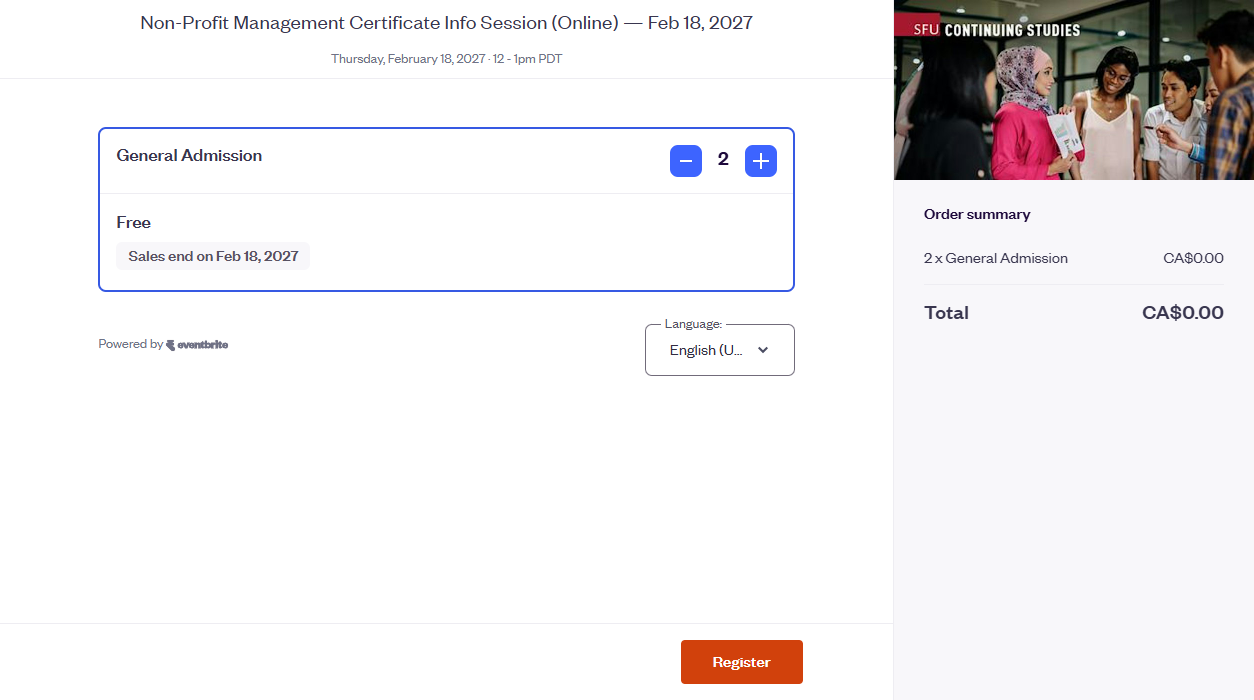 Non-Profit Management Certificate Info Session (Online) — Feb 18, 2027
Thursday, February 18, 2027 · 12 - 1pm PDT
General Admission
2
Free
Sales end on Feb 18, 2027
Powered by eventbrite
Language:
English (U...
Register
SFU CONTINUING STUDIES
Order summary
2 x General Admission CA$0.00
Total CA$0.00